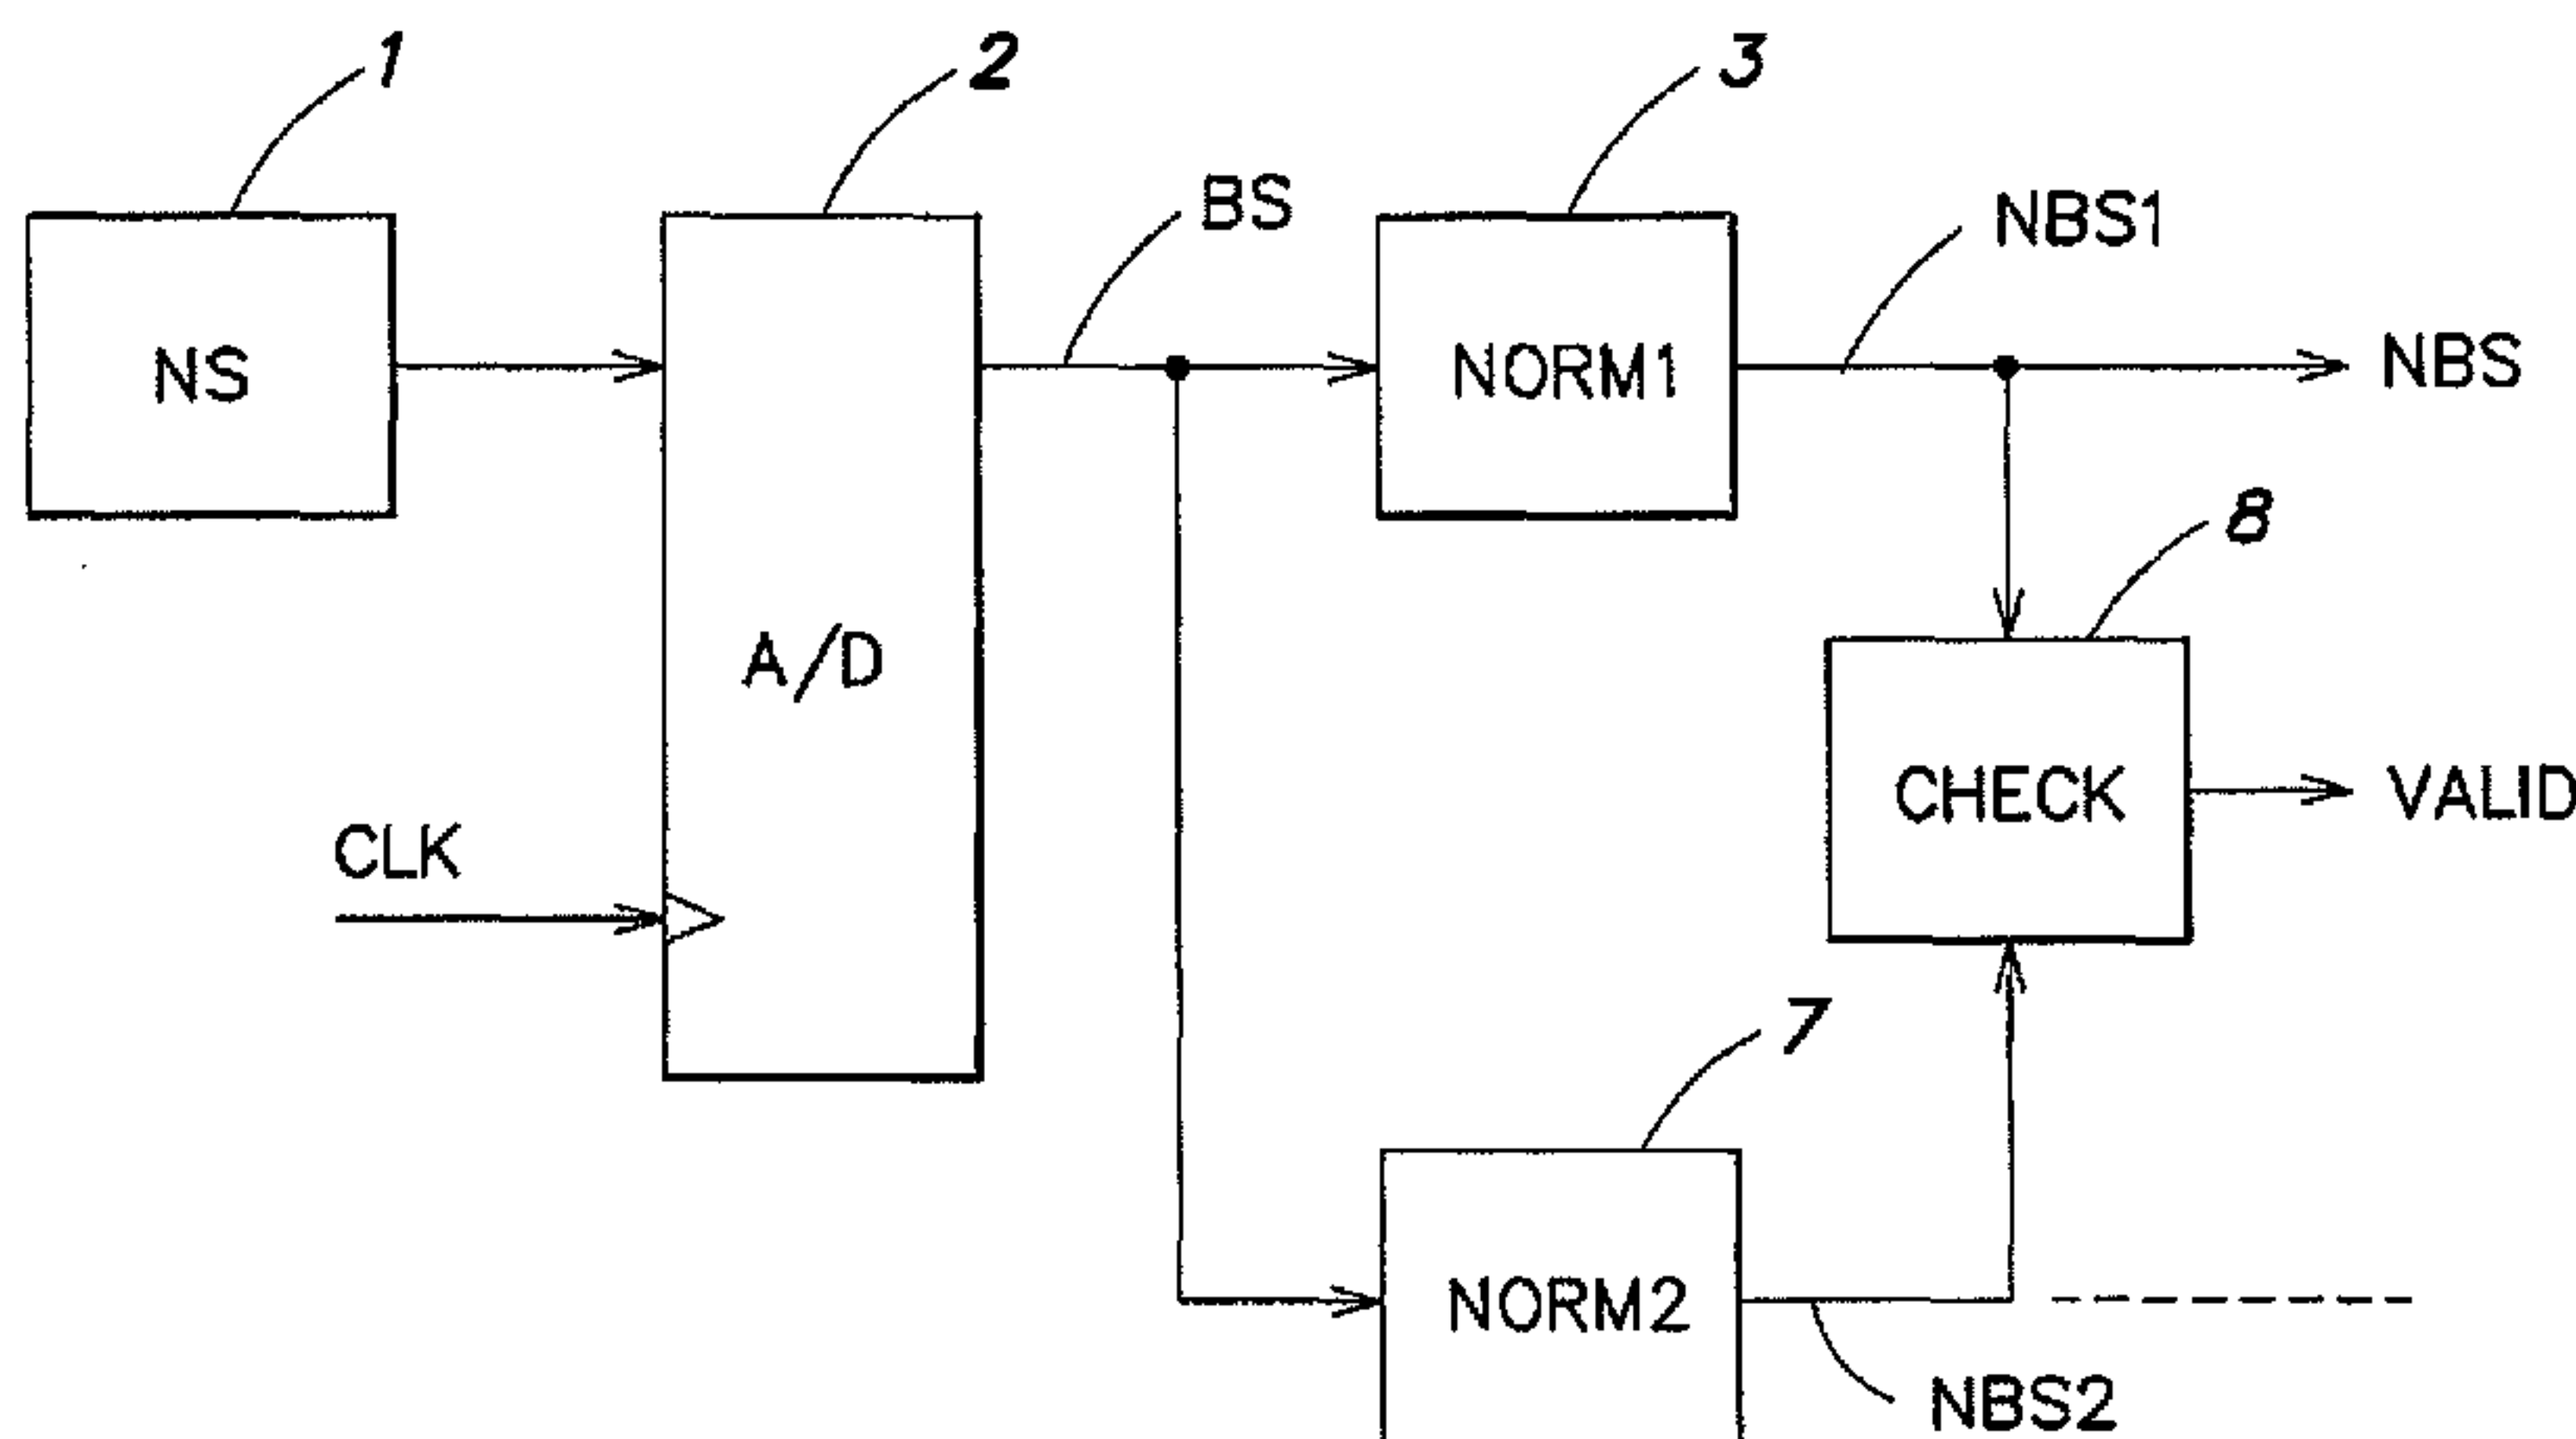 1
2
3
BS
NBS1
NS
NORM1
NBS
8
A/D
CHECK
VALID
CLK
7
NORM2
NBS2